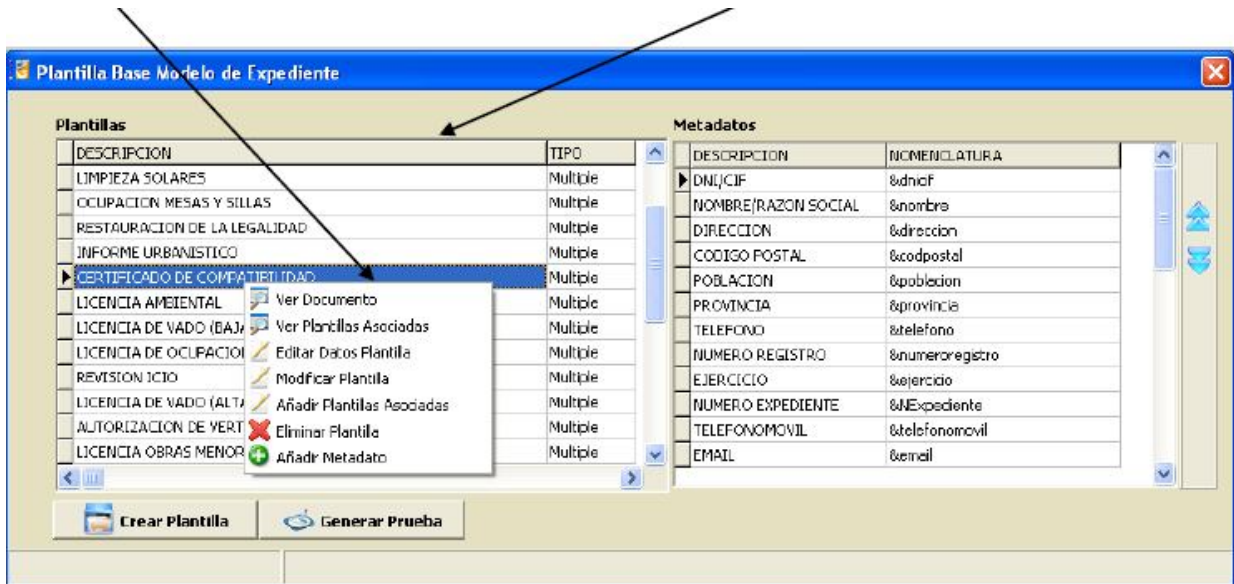 Plantilla Base Modelo de Expediente
Plantillas
DESCRIPCION TIPO
LIMPIEZA SOLARES Multiple
OCUPACION MESAS Y SILLAS Multiple
RESTAURACION DE LA LEGALIDAD Multiple
INFORME URBANISTICO Multiple
CERTIFICADO DE COMPATIBILIDAD Multiple
LICENCIA AMBIENTAL Multiple
LICENCIA DE VADO (BAJA Multiple
LICENCIA DE OCUPACIO Multiple
REVISION ICIO Multiple
LICENCIA DE VADO (ALTA Multiple
AUTORIZACION DE VERT Multiple
LICENCIA OBRAS MENOR Multiple
Ver Documento
Ver Plantillas Asociadas
Editar Datos Plantilla
Modificar Plantilla
Añadir Plantillas Asociadas
Eliminar Plantilla
Añadir Metadato
Metadatos
DESCRIPCION NOMENCLATURA
DNI/CIF &dnicif
NOMBRE/RAZON SOCIAL &nombre
DIRECCION &direccion
CODIGO POSTAL &codpostal
POBLACION &poblacion
PROVINCIA &provincia
TELEFONO &telefono
NUMERO REGISTRO &numeroregistro
EJERCICIO &ejercicio
NUMERO EXPEDIENTE &NExpediente
TELEFONOMOVIL &telefonomovil
EMAIL &email
Crear Plantilla
Generar Prueba